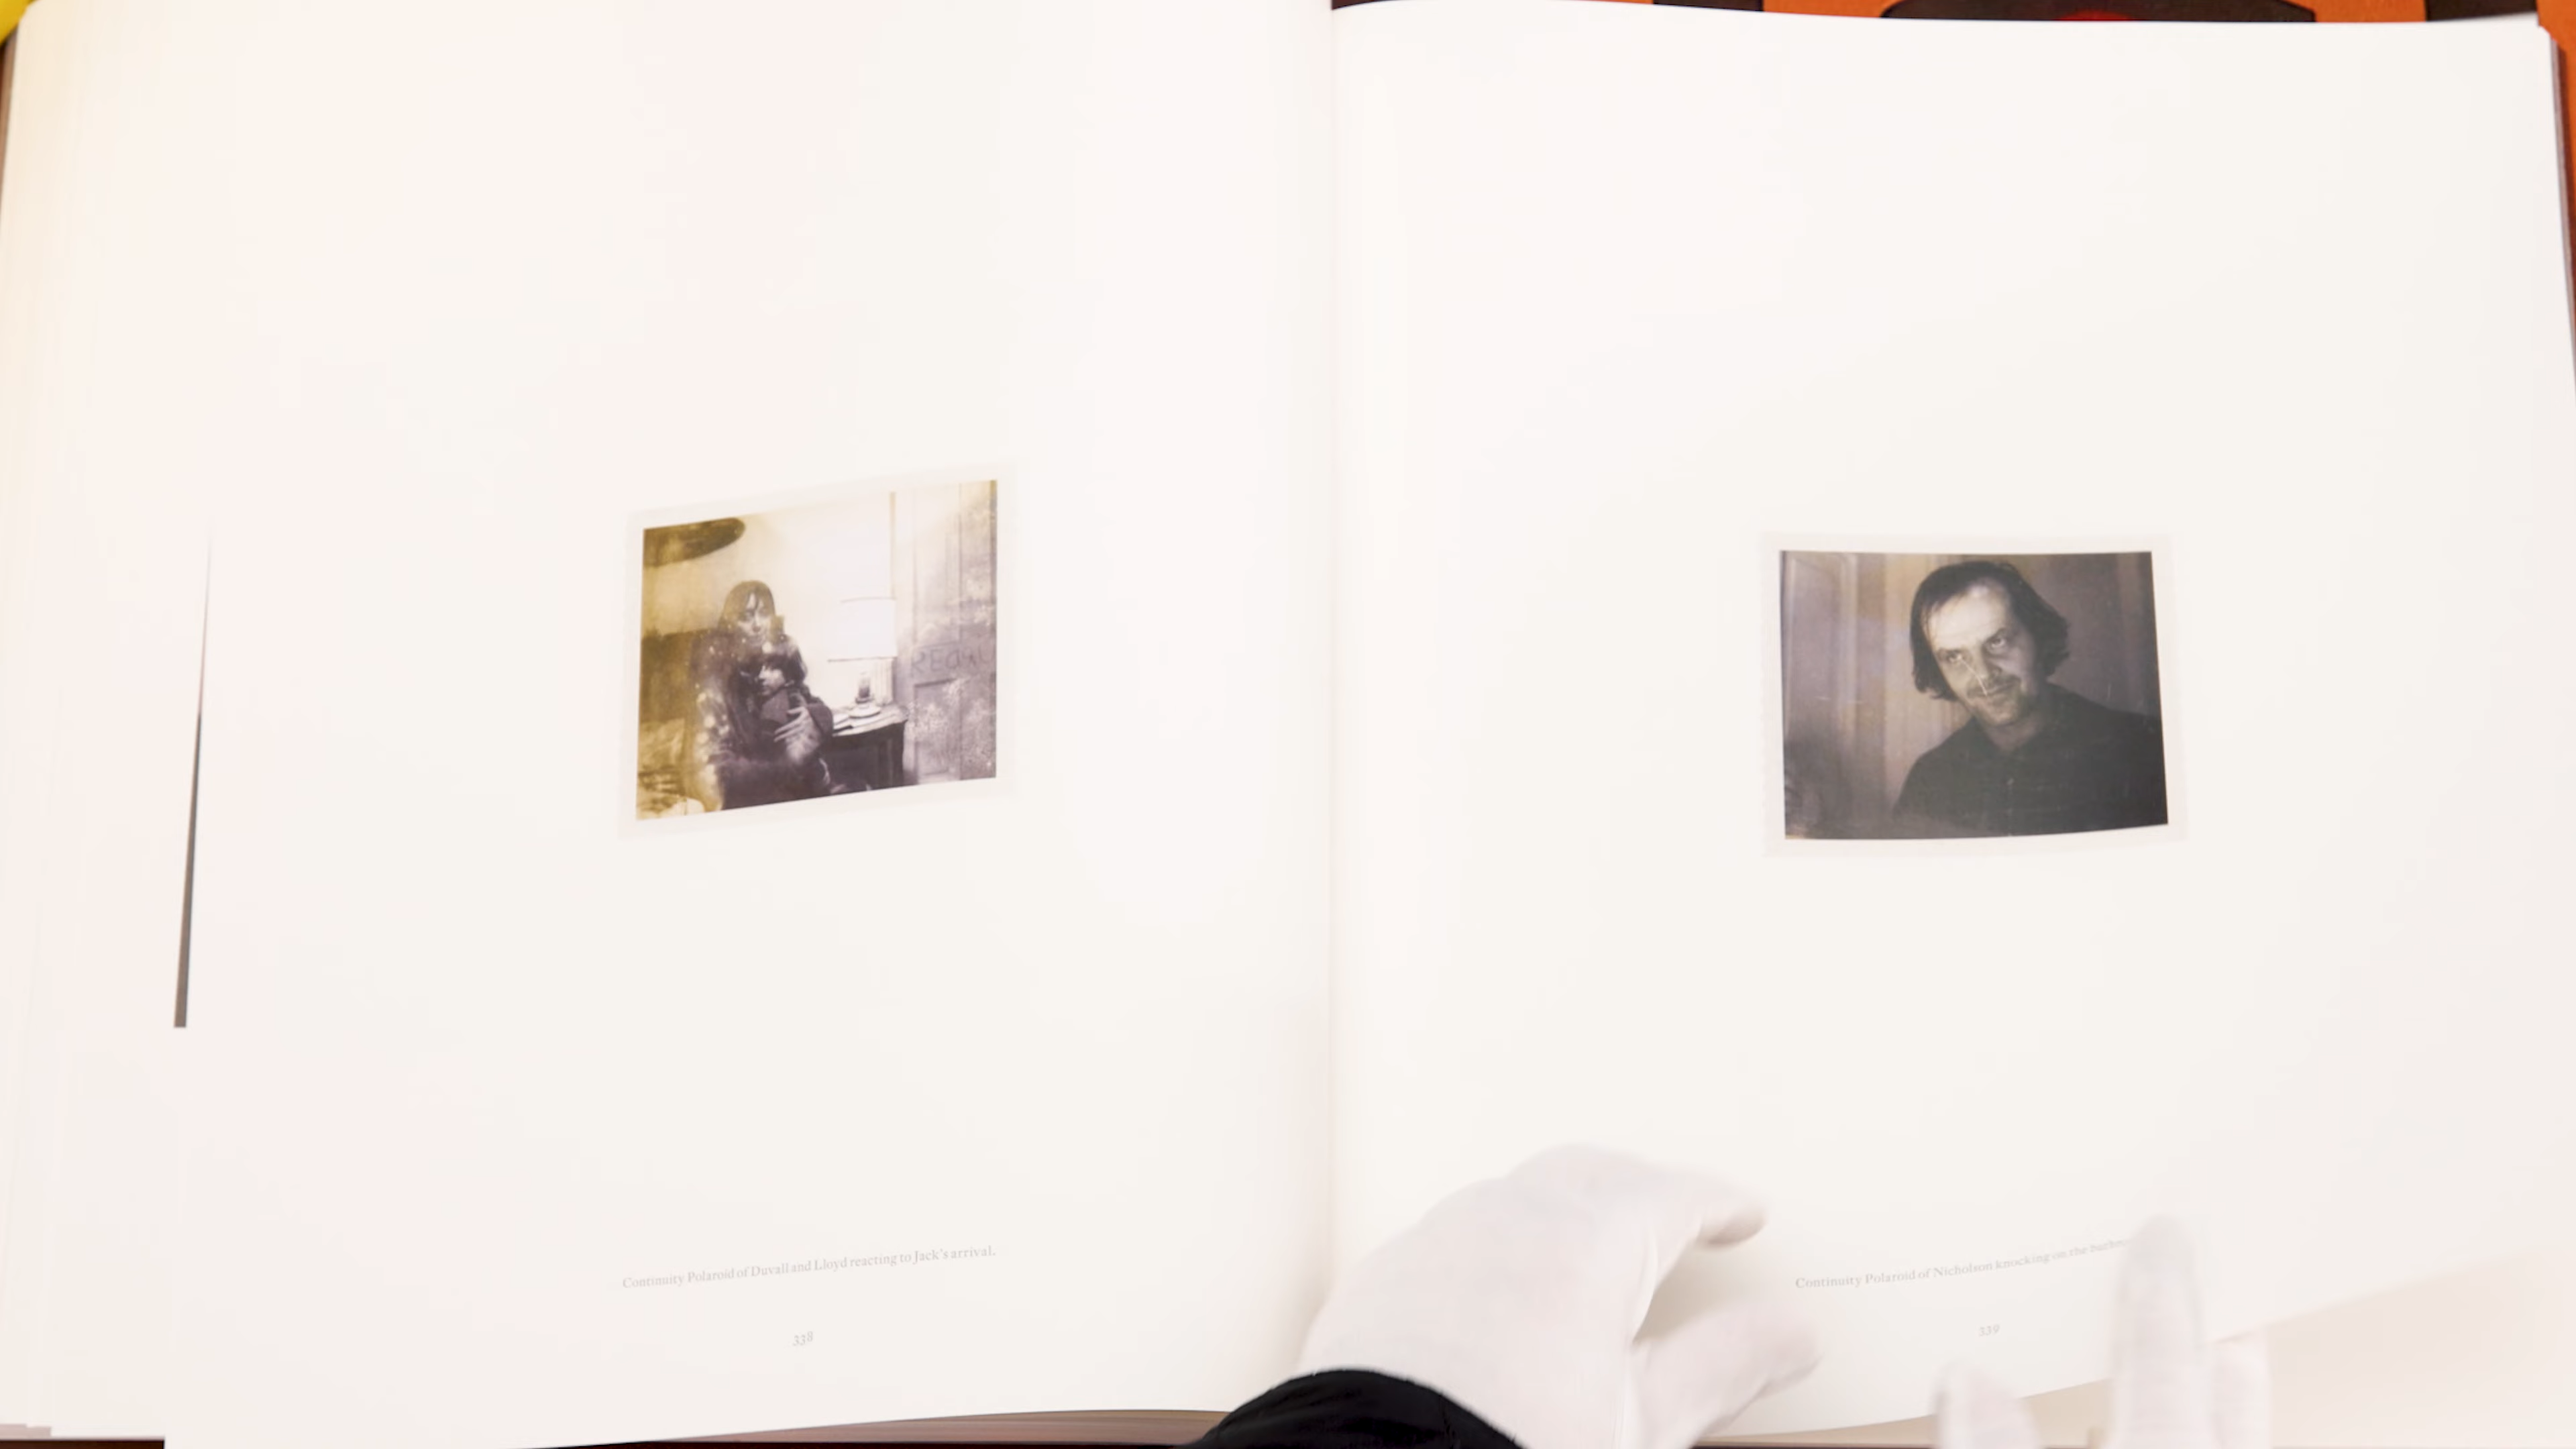 REDЯU
Continuity Polaroid of Duvall and Lloyd reacting to Jack's arrival.
338
Continuity Polaroid of Nicholson knocking on the
339